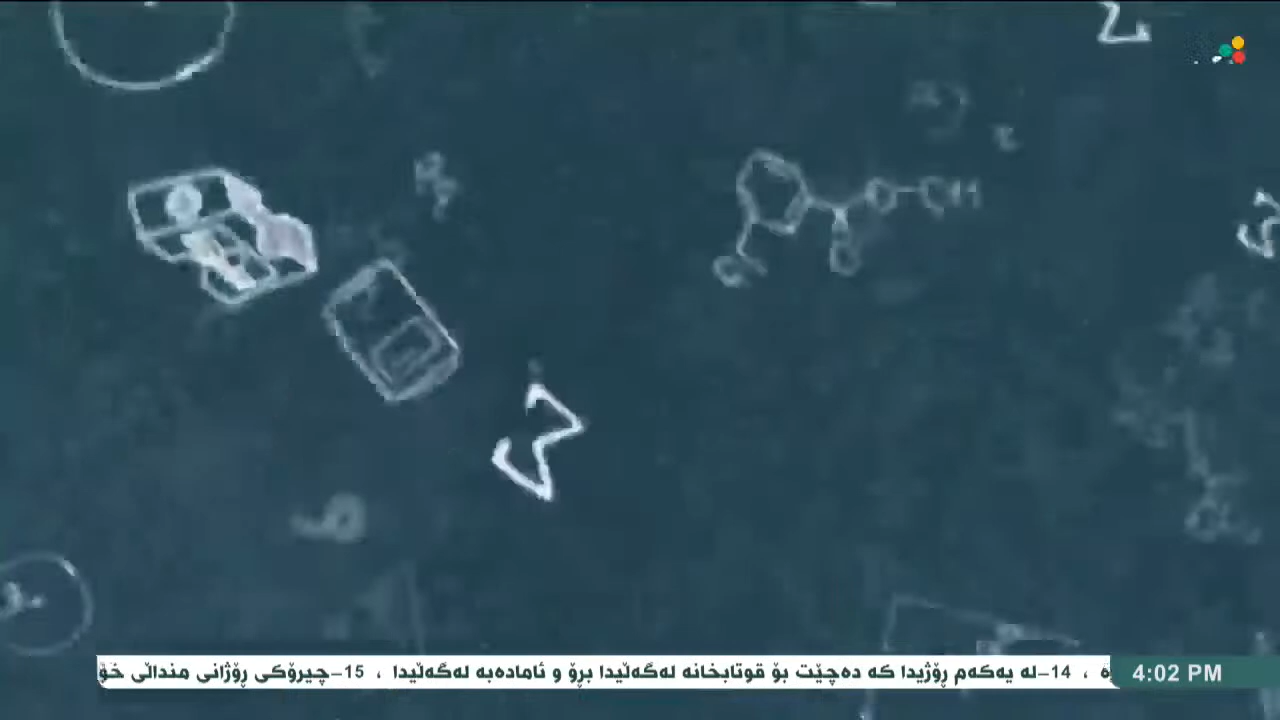 ، 14–لە یەکەم ڕۆژیدا کە دەچێت بۆ قوتابخانە لەگەڵیدا بڕۆ و ئامادەبە لەگەڵیدا ، 15–چیرۆکی ڕۆژانی منداڵی
4:02 PM